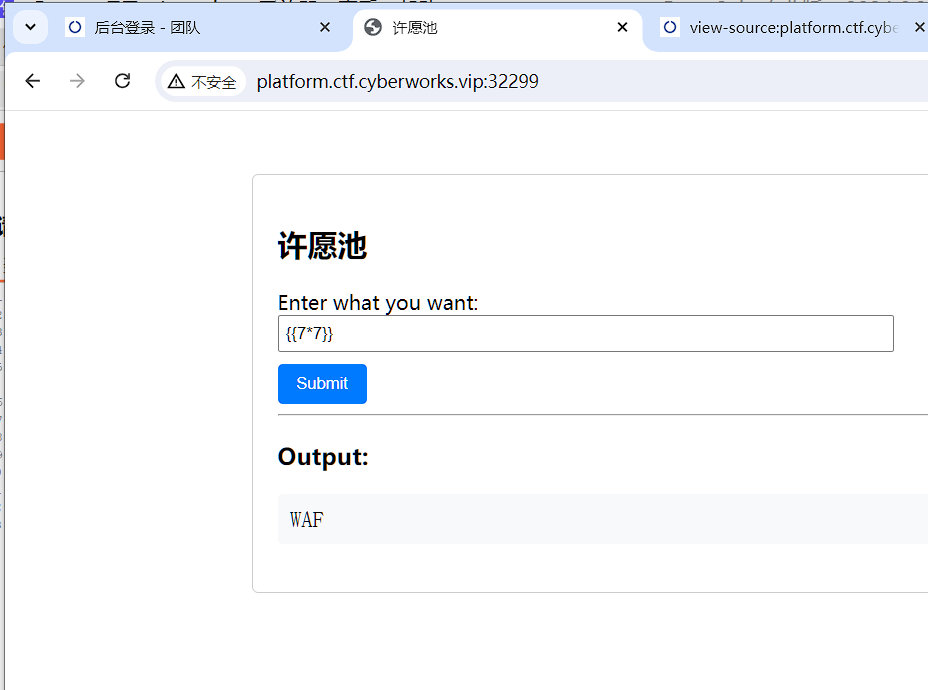 后台登录 - 团队
许愿池
view-source:platform.ctf.cybe
不安全 platform.ctf.cyberworks.vip:32299
许愿池
Enter what you want:
{{7*7}}
Submit
Output:
WAF